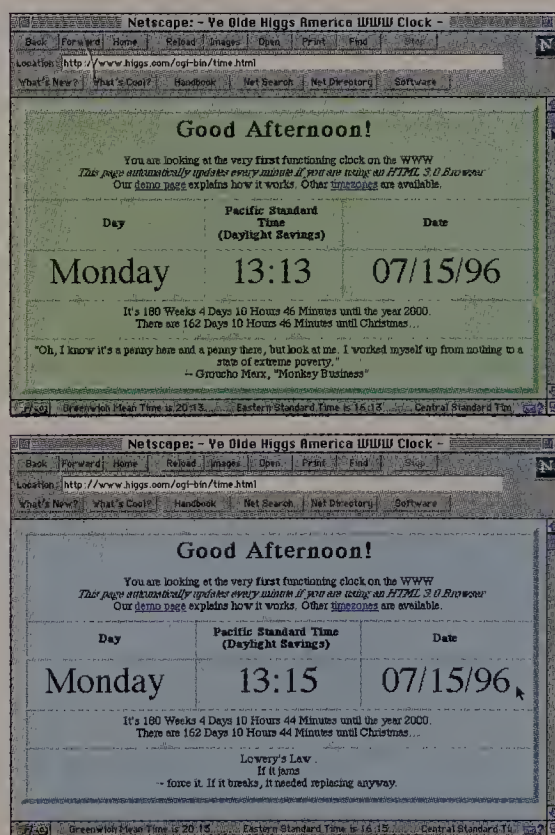 Netscape: - Ye Olde Higgs America WWW Clock -
Back Forward Home Reload Images Open Print Find Stop
N
Location: http://www.higgs.com/cgi-bin/time.html
What's New? What's Cool? Handbook Net Search Net Directory Software
Good Afternoon!
You are looking at the very first functioning clock on the WWW
This page automatically updates every minute if you are using an HTML 3.0 Browser
Our demo page explains how it works. Other timezones are available.
Day
Pacific Standard
Time
(Daylight Savings)
Date
Monday 13:13 07/15/96
It's 180 Weeks 4 Days 10 Hours 46 Minutes until the year 2000.
There are 162 Days 10 Hours 46 Minutes until Christmas...
"Oh, I know it's a penny here and a penny there, but look at me. I worked myself up from nothing to a
state of extreme poverty."
-- Groucho Marx, "Monkey Business"
Greenwich Mean Time is 20:13..... Eastern Standard Time is 16:13..... Central Standard Tim
Netscape: - Ye Olde Higgs America WWW Clock -
Back Forward Home Reload Images Open Print Find Stop
N
Location: http://www.higgs.com/cgi-bin/time.html
What's New? What's Cool? Handbook Net Search Net Directory Software
Good Afternoon!
You are looking at the very first functioning clock on the WWW
This page automatically updates every minute if you are using an HTML 3.0 Browser
Our demo page explains how it works. Other timezones are available.
Day
Pacific Standard Time
(Daylight Savings)
Date
Monday 13:15 07/15/96
It's 180 Weeks 4 Days 10 Hours 44 Minutes until the year 2000.
There are 162 Days 10 Hours 44 Minutes until Christmas...
Lowery's Law .
If it jams
-- force it. If it breaks, it needed replacing anyway.
Greenwich Mean Time is 20:15..... Eastern Standard Time is 16:15..... Central Standard Ti